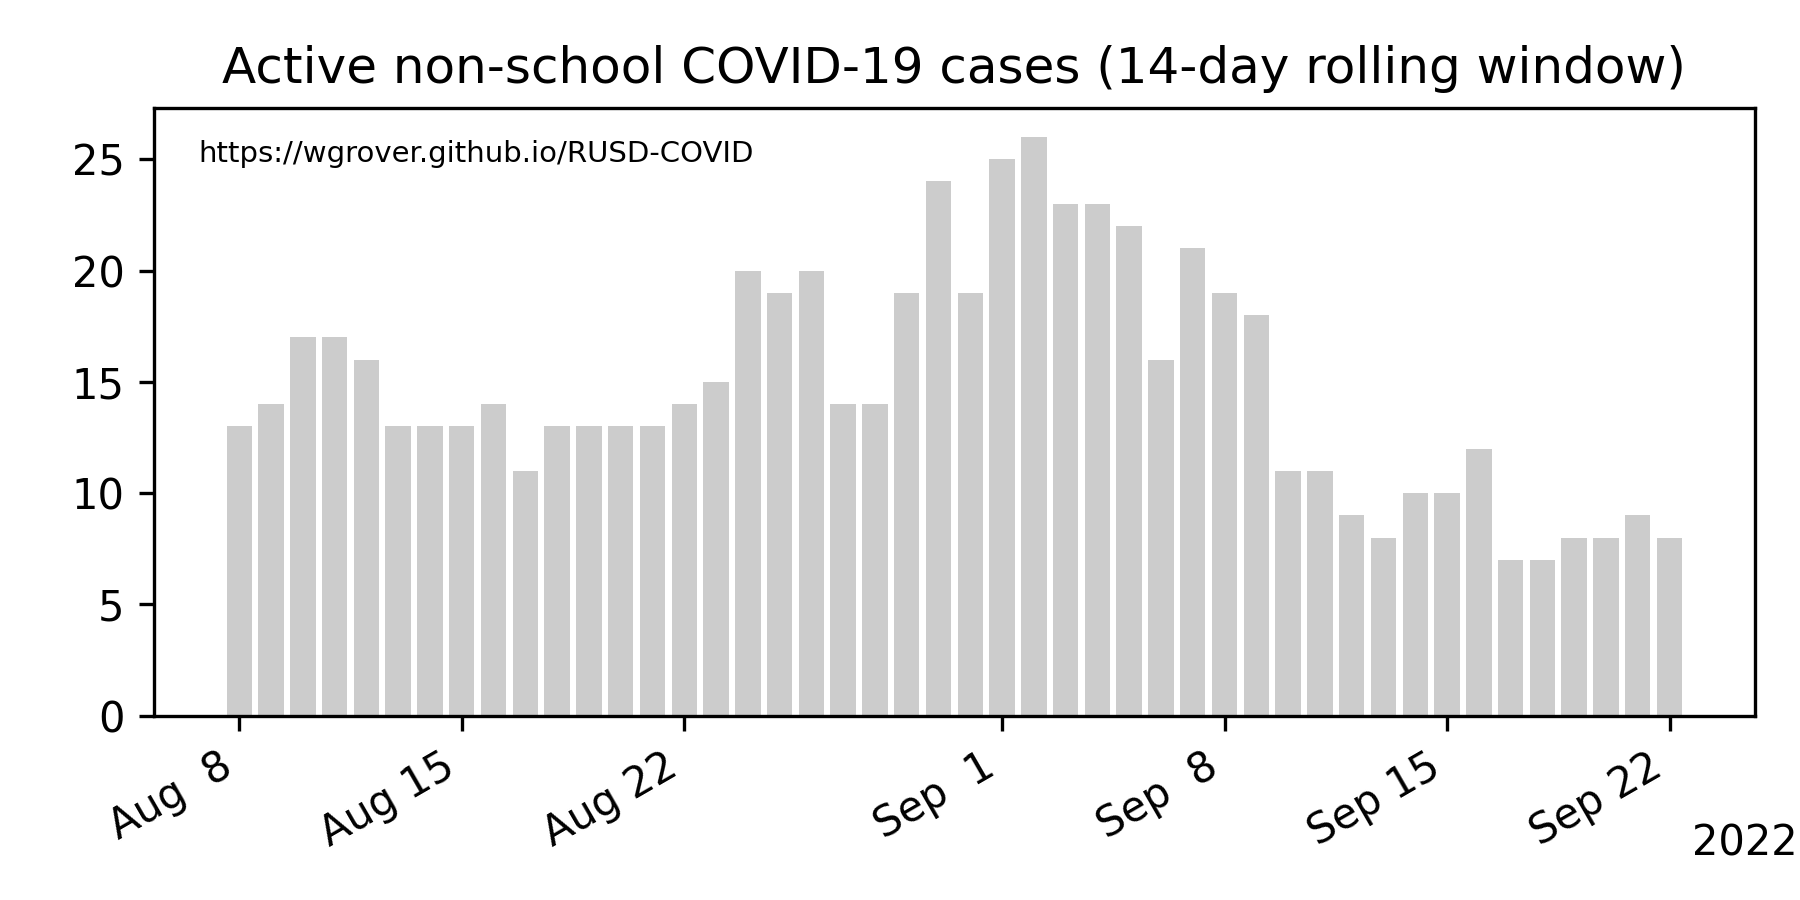 Active non-school COVID-19 cases (14-day rolling window)
https://wgrover.github.io/RUSD-COVID
25
20
15
10
5
0
Aug 8
Aug 15
Aug 22
Sep 1
Sep 8
Sep 15
Sep 22
2022